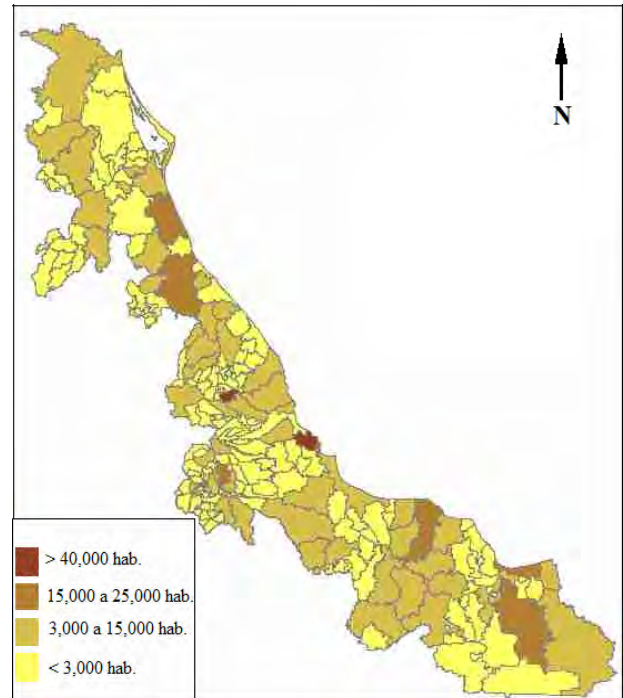 N
> 40,000 hab.
15,000 a 25,000 hab.
3,000 a 15,000 hab.
< 3,000 hab.